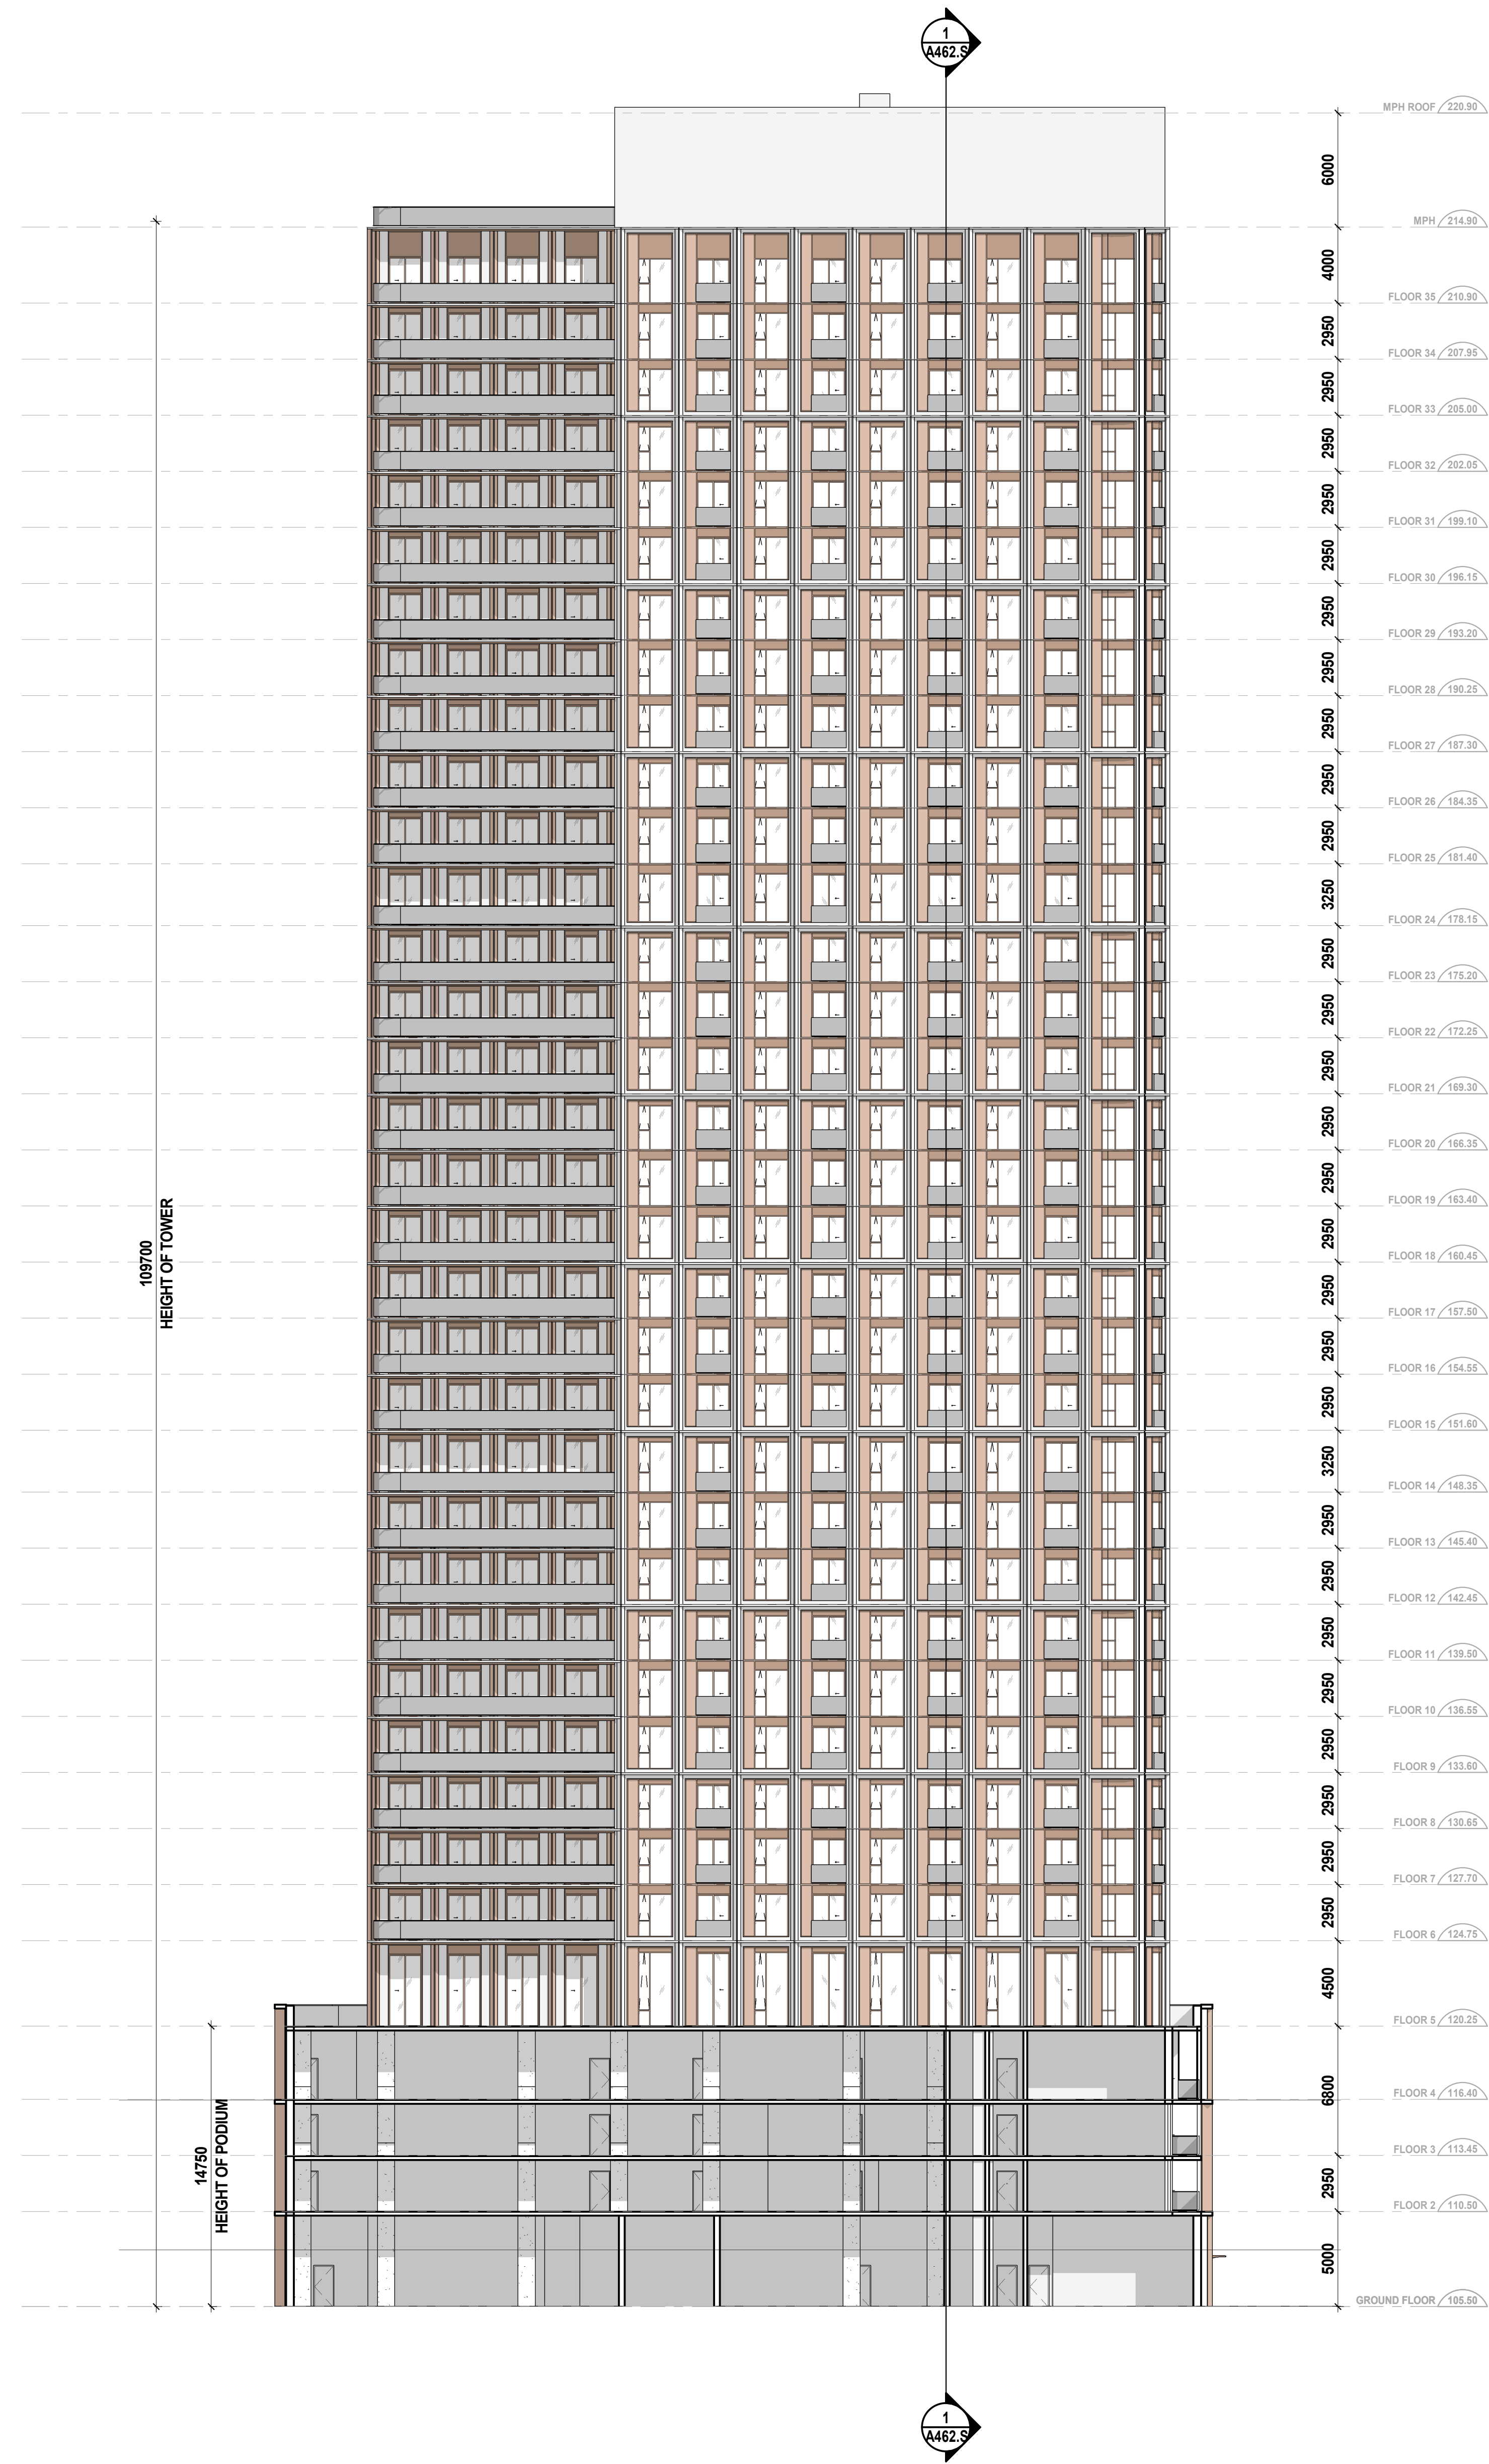 1
A462.S
MPH ROOF 220.90
6000
MPH 214.90
4000
FLOOR 35 210.90
2950
FLOOR 34 207.95
2950
FLOOR 33 205.00
2950
FLOOR 32 202.05
2950
FLOOR 31 199.10
2950
FLOOR 30 196.15
2950
FLOOR 29 193.20
2950
FLOOR 28 190.25
2950
FLOOR 27 187.30
2950
FLOOR 26 184.35
2950
FLOOR 25 181.40
3250
FLOOR 24 178.15
2950
FLOOR 23 175.20
2950
FLOOR 22 172.25
2950
FLOOR 21 169.30
2950
FLOOR 20 166.35
2950
FLOOR 19 163.40
2950
FLOOR 18 160.45
109700
HEIGHT OF TOWER
2950
FLOOR 17 157.50
2950
FLOOR 16 154.55
2950
FLOOR 15 151.60
3250
FLOOR 14 148.35
2950
FLOOR 13 145.40
2950
FLOOR 12 142.45
2950
FLOOR 11 139.50
2950
FLOOR 10 136.55
2950
FLOOR 9 133.60
2950
FLOOR 8 130.65
2950
FLOOR 7 127.70
2950
FLOOR 6 124.75
4500
FLOOR 5 120.25
6800
FLOOR 4 116.40
FLOOR 3 113.45
14750
HEIGHT OF PODIUM
2950
FLOOR 2 110.50
5000
GROUND FLOOR 105.50
1
A462.S